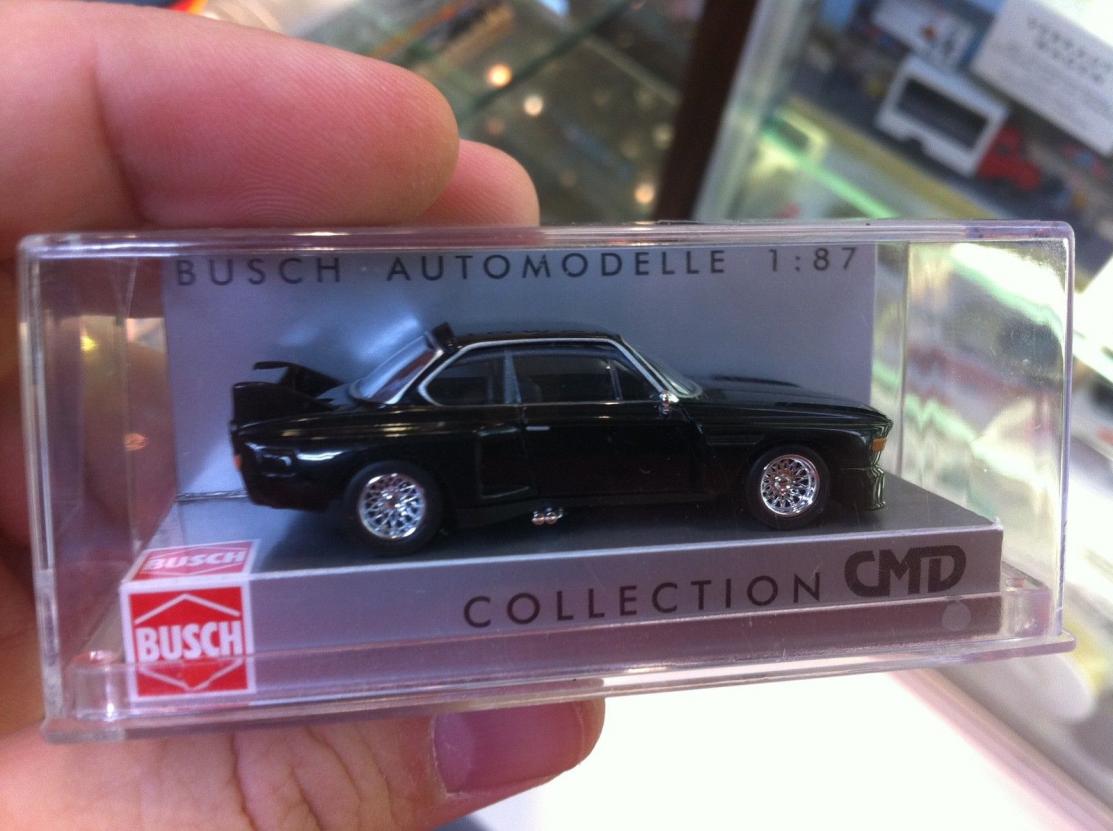 BUSCH AUTOMODELLE 1:87
BUSCH
BUSCH
COLLECTION CMD